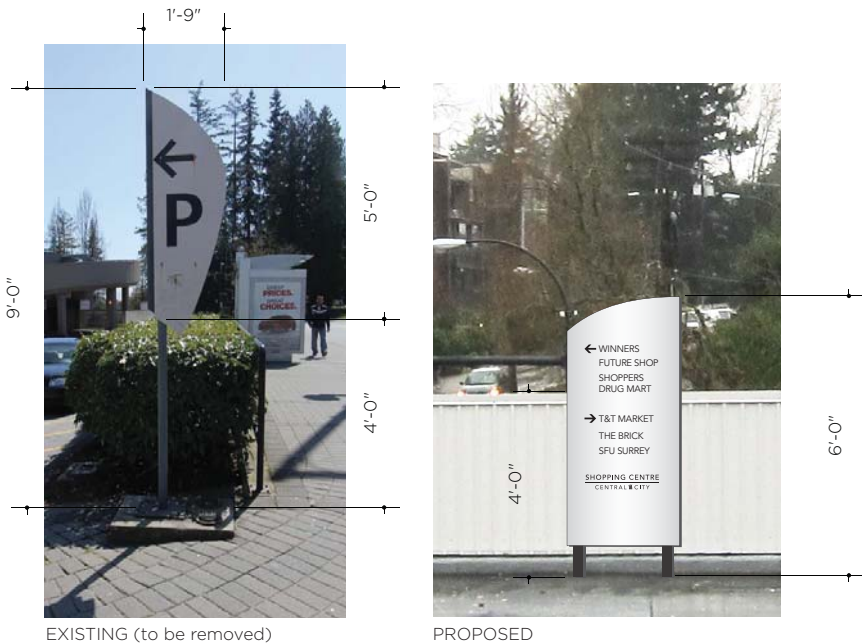 1'-9"
9'-0"
←
P
5'-0"
4'-0"
GREAT
PRICES.
GREAT
CHOICES.
EXISTING (to be removed)
← WINNERS
FUTURE SHOP
SHOPPERS
DRUG MART
→ T&T MARKET
THE BRICK
SFU SURREY
SHOPPING CENTRE
CENTRAL CITY
4'-0"
6'-0"
PROPOSED